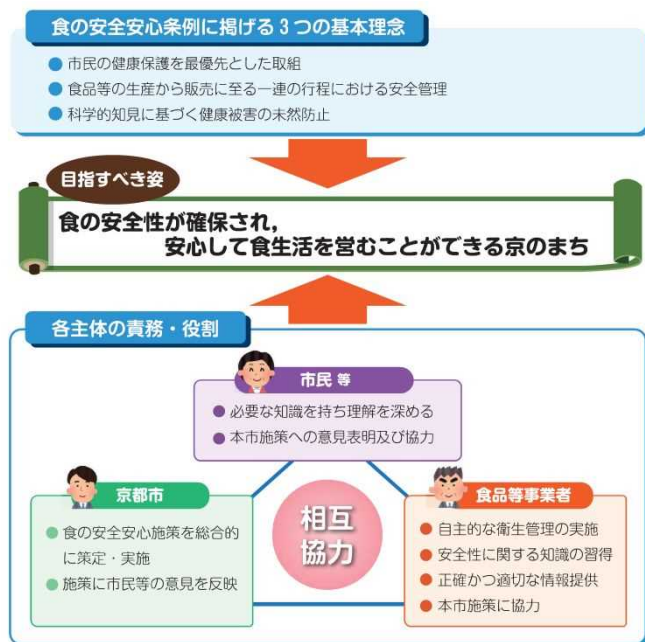 食の安全安心条例に掲げる3つの基本理念
● 市民の健康保護を最優先とした取組
● 食品等の生産から販売に至る一連の行程における安全管理
● 科学的知見に基づく健康被害の未然防止
目指すべき姿
食の安全性が確保され，
安心して食生活を営むことができる京のまち
各主体の責務・役割
市民 等
● 必要な知識を持ち理解を深める
● 本市施策への意見表明及び協力
京都市
● 食の安全安心施策を総合的
に策定・実施
● 施策に市民等の意見を反映
相互
協力
食品等事業者
● 自主的な衛生管理の実施
● 安全性に関する知識の習得
● 正確かつ適切な情報提供
● 本市施策に協力